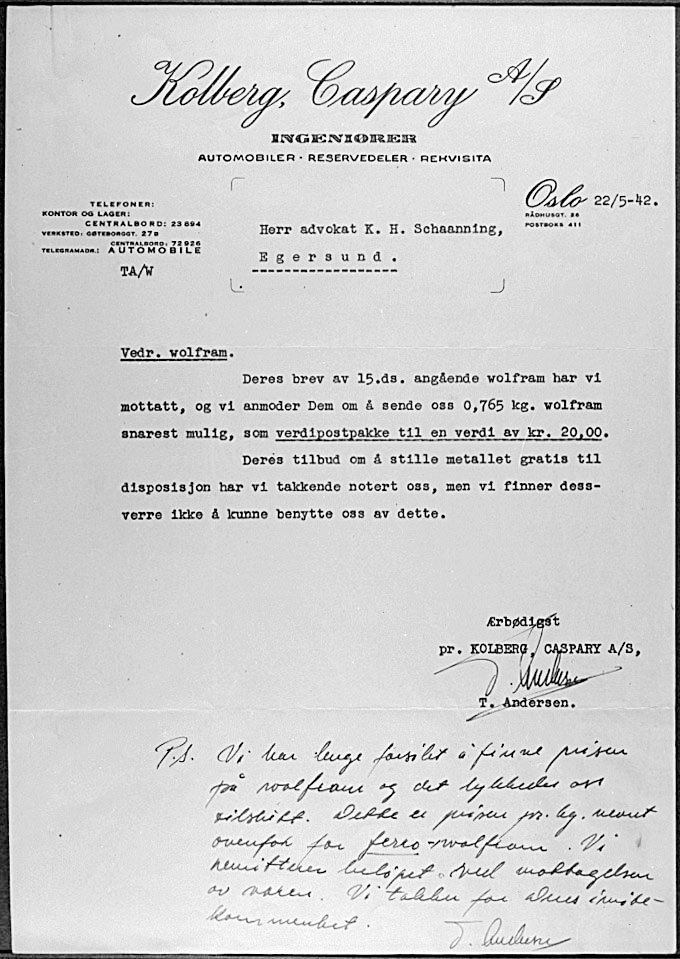 Kolberg, Caspary A/S
INGENIØRER
AUTOMOBILER · RESERVEDELER · REKVISITA
TELEFONER:
KONTOR OG LAGER:
CENTRALBORD: 23694
VERKSTED: GØTEBORGGT. 27B
CENTRALBORD: 72926
TELEGRAMADR.: AUTOMOBILE
TA/W
Oslo 22/5-42.
RÅDHUSGT. 26
POSTBOKS 411
Herr advokat K. H. Schaanning,
Egersund.
Vedr. wolfram.
Deres brev av 15.ds. angående wolfram har vi
mottatt, og vi anmoder Dem om å sende oss 0,765 kg. wolfram
snarest mulig, som verdipostpakke til en verdi av kr. 20,00.
Deres tilbud om å stille metallet gratis til
disposisjon har vi takkende notert oss, men vi finner dess-
verre ikke å kunne benytte oss av dette.
Ærbødigst
pr. KOLBERG, CASPARY A/S,
T. Andersen
T. Andersen.
P.S. Vi har lenge forsøkt å finne prisen
på wolfram og det lykkedes oss
tilslutt. Dette er prisen pr. kg. nevnt
ovenfor for ferro-wolfram. Vi
remitterer beløpet ved mottagelsen
av varen. Vi takker for Deres imøte-
kommenhet.
T. Andersen